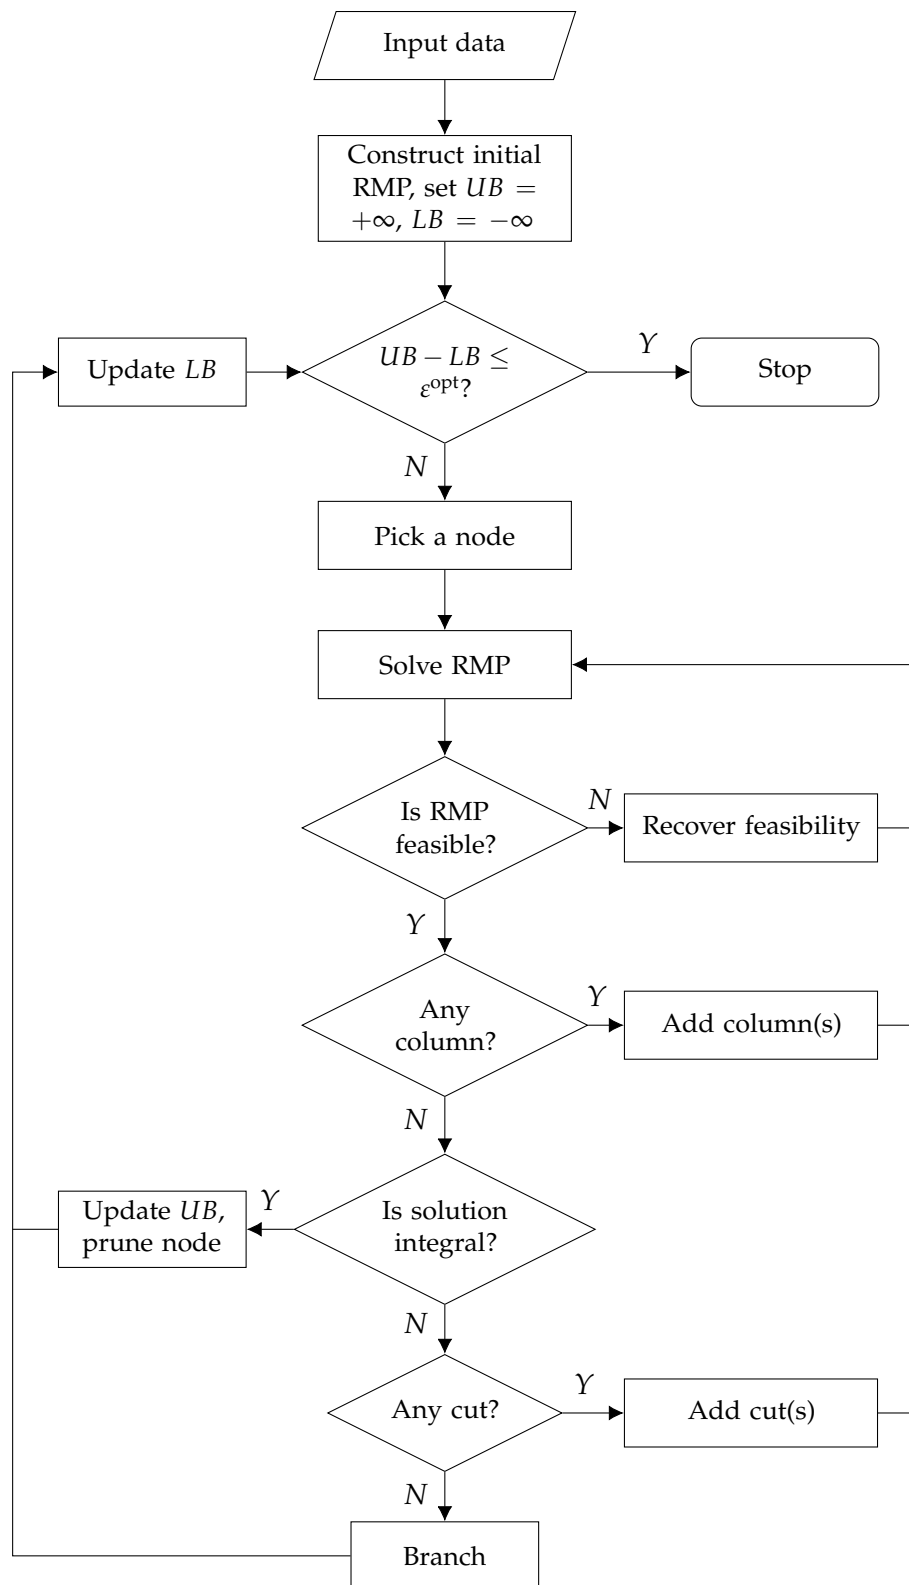 Input data
Construct initial
RMP, set UB =
+∞, LB = −∞
Update LB
UB − LB ≤
ε^opt?
Y
Stop
N
Pick a node
Solve RMP
Is RMP
feasible?
N
Recover feasibility
Y
Any
column?
Y
Add column(s)
N
Update UB,
prune node
Y
Is solution
integral?
N
Any cut?
Y
Add cut(s)
N
Branch